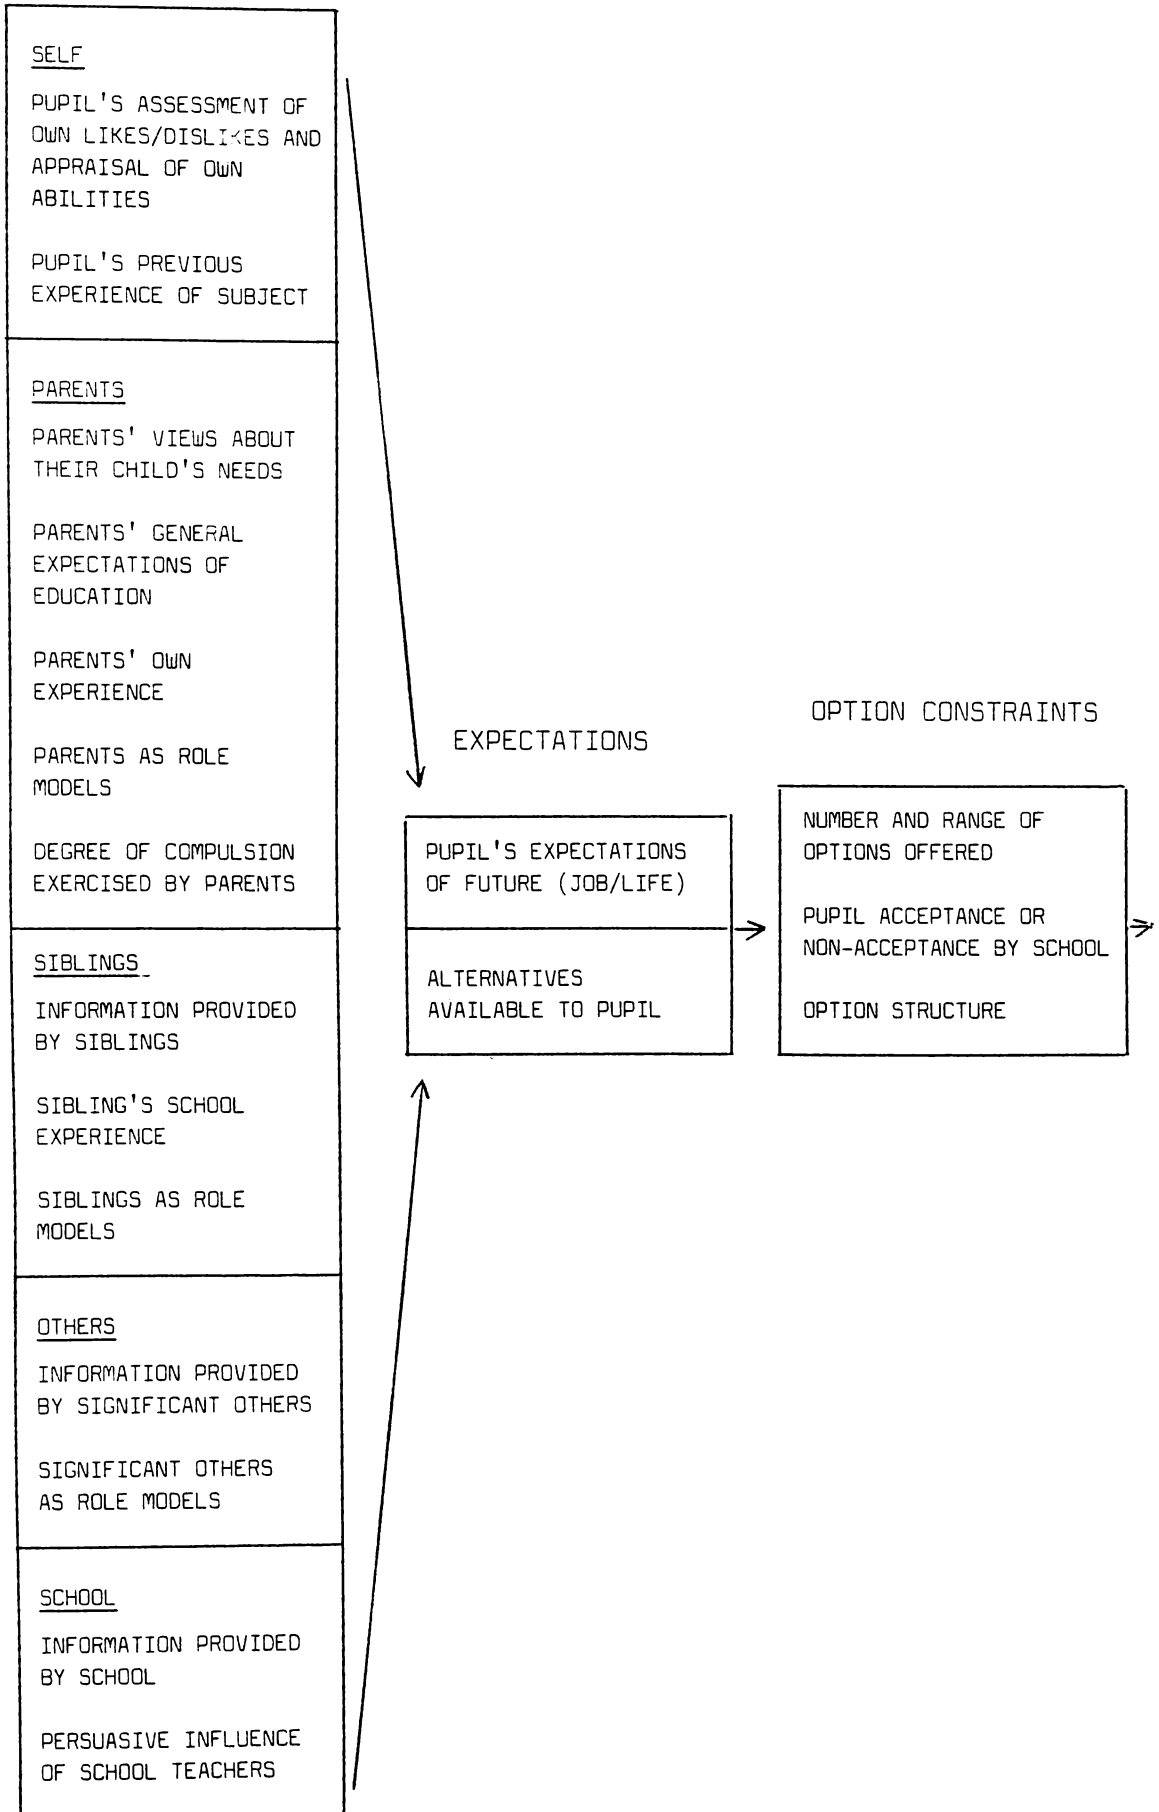 SELF
PUPIL'S ASSESSMENT OF
OWN LIKES/DISLIKES AND
APPRAISAL OF OWN
ABILITIES
PUPIL'S PREVIOUS
EXPERIENCE OF SUBJECT
PARENTS
PARENTS' VIEWS ABOUT
THEIR CHILD'S NEEDS
PARENTS' GENERAL
EXPECTATIONS OF
EDUCATION
PARENTS' OWN
EXPERIENCE
PARENTS AS ROLE
MODELS
DEGREE OF COMPULSION
EXERCISED BY PARENTS
SIBLINGS
INFORMATION PROVIDED
BY SIBLINGS
SIBLING'S SCHOOL
EXPERIENCE
SIBLINGS AS ROLE
MODELS
OTHERS
INFORMATION PROVIDED
BY SIGNIFICANT OTHERS
SIGNIFICANT OTHERS
AS ROLE MODELS
SCHOOL
INFORMATION PROVIDED
BY SCHOOL
PERSUASIVE INFLUENCE
OF SCHOOL TEACHERS
EXPECTATIONS
PUPIL'S EXPECTATIONS
OF FUTURE (JOB/LIFE)
ALTERNATIVES
AVAILABLE TO PUPIL
OPTION CONSTRAINTS
NUMBER AND RANGE OF
OPTIONS OFFERED
PUPIL ACCEPTANCE OR
NON-ACCEPTANCE BY SCHOOL
OPTION STRUCTURE